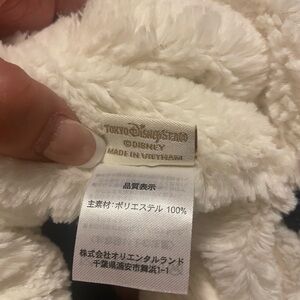 TOKYO DISNEY SEA
© DISNEY
MADE IN VIETNAM
品質表示
主素材:ポリエステル 100%
株式会社オリエンタルランド
千葉県浦安市舞浜1-1